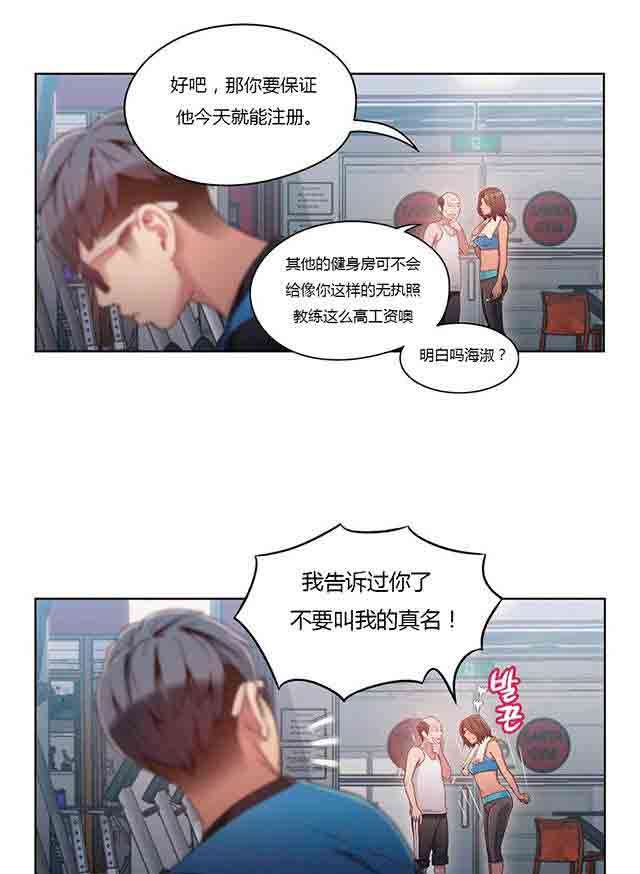 好吧，那你要保证
他今天就能注册。
其他的健身房可不会
给像你这样的无执照
教练这么高工资噢
明白吗海淑？
我告诉过你了
不要叫我的真名！
발끈